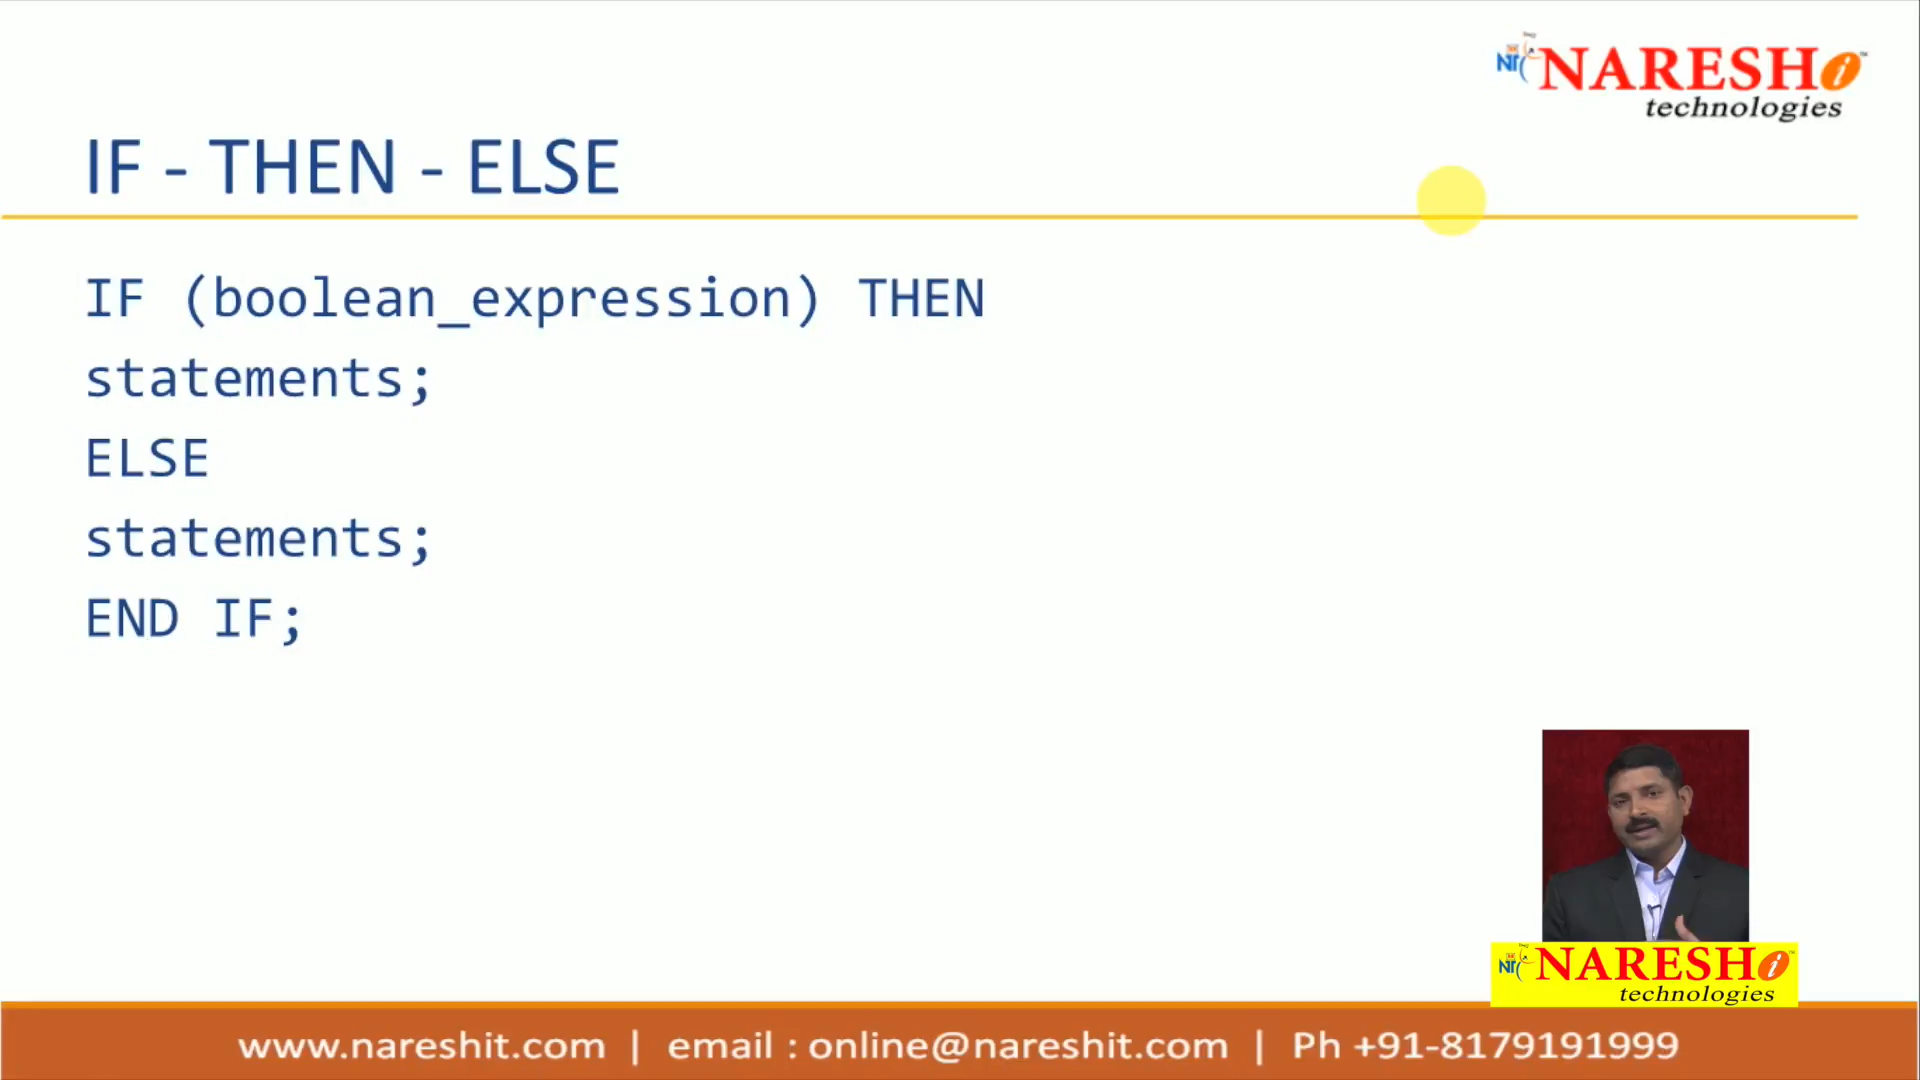 NARESHi
technologies
IF - THEN - ELSE
IF (boolean_expression) THEN
statements;
ELSE
statements;
END IF;
NARESHi
technologies
www.nareshit.com | email : online@nareshit.com | Ph +91-8179191999